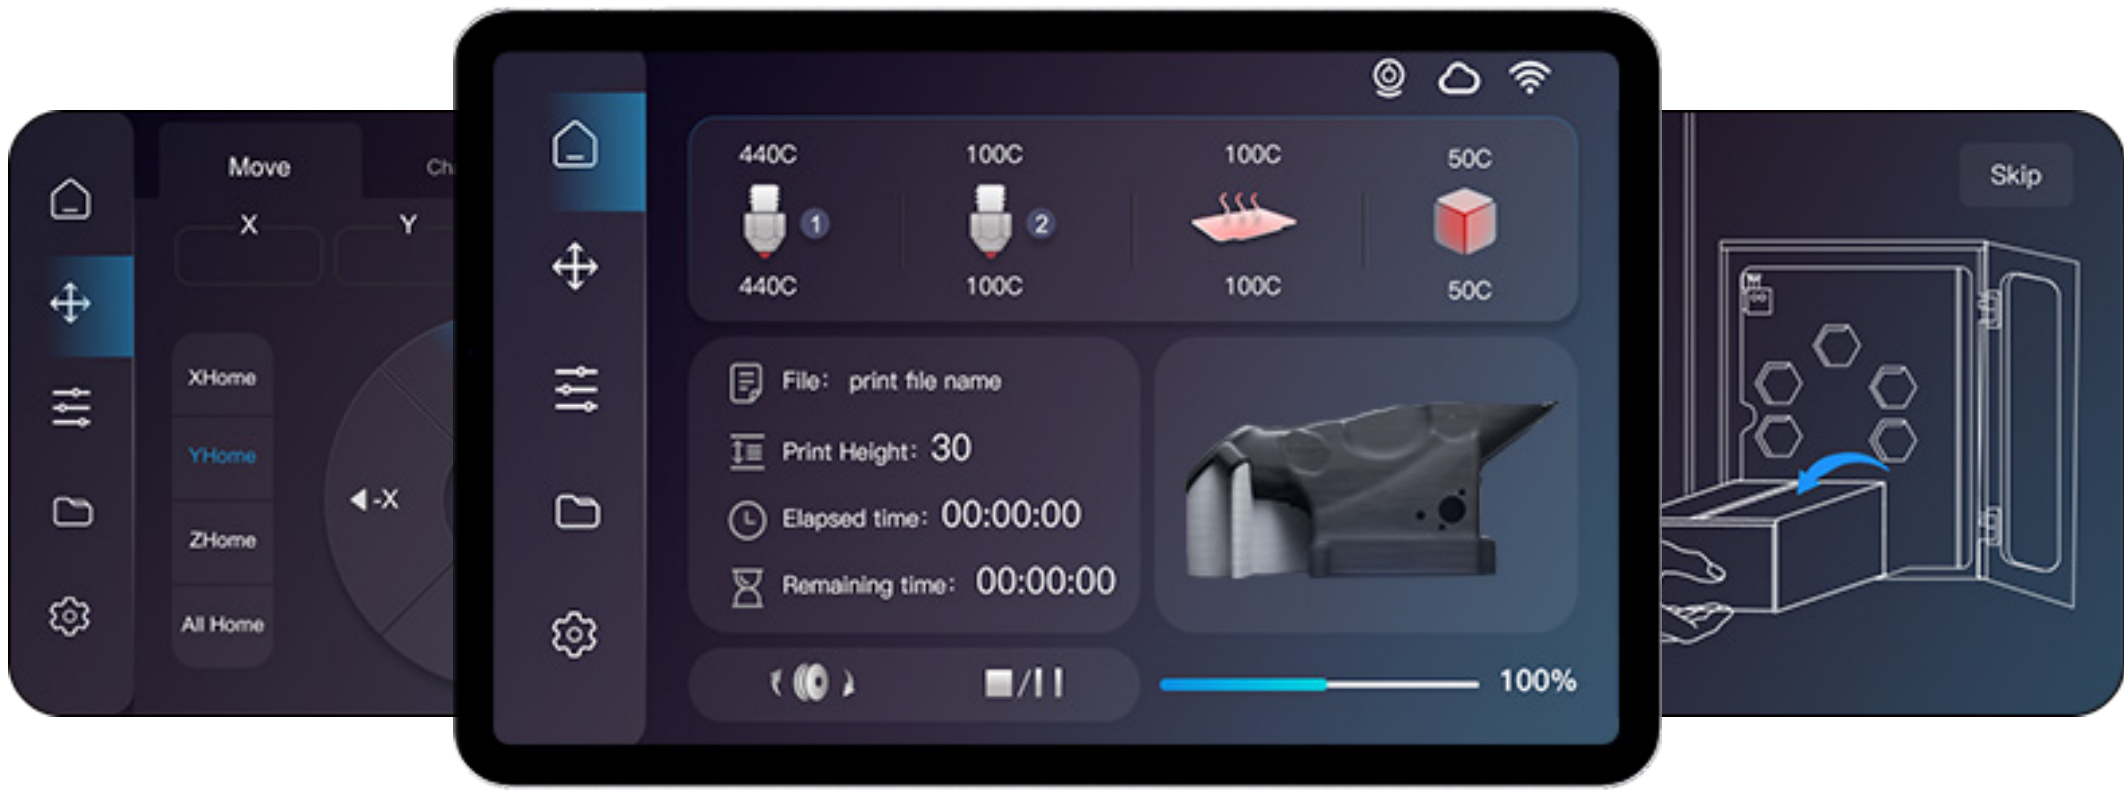 Move
Ch
X
Y
XHome
YHome
ZHome
All Home
-X
440C
100C
100C
50C
1
2
440C
100C
100C
50C
File: print file name
Print Height: 30
Elapsed time: 00:00:00
Remaining time: 00:00:00
100%
Skip